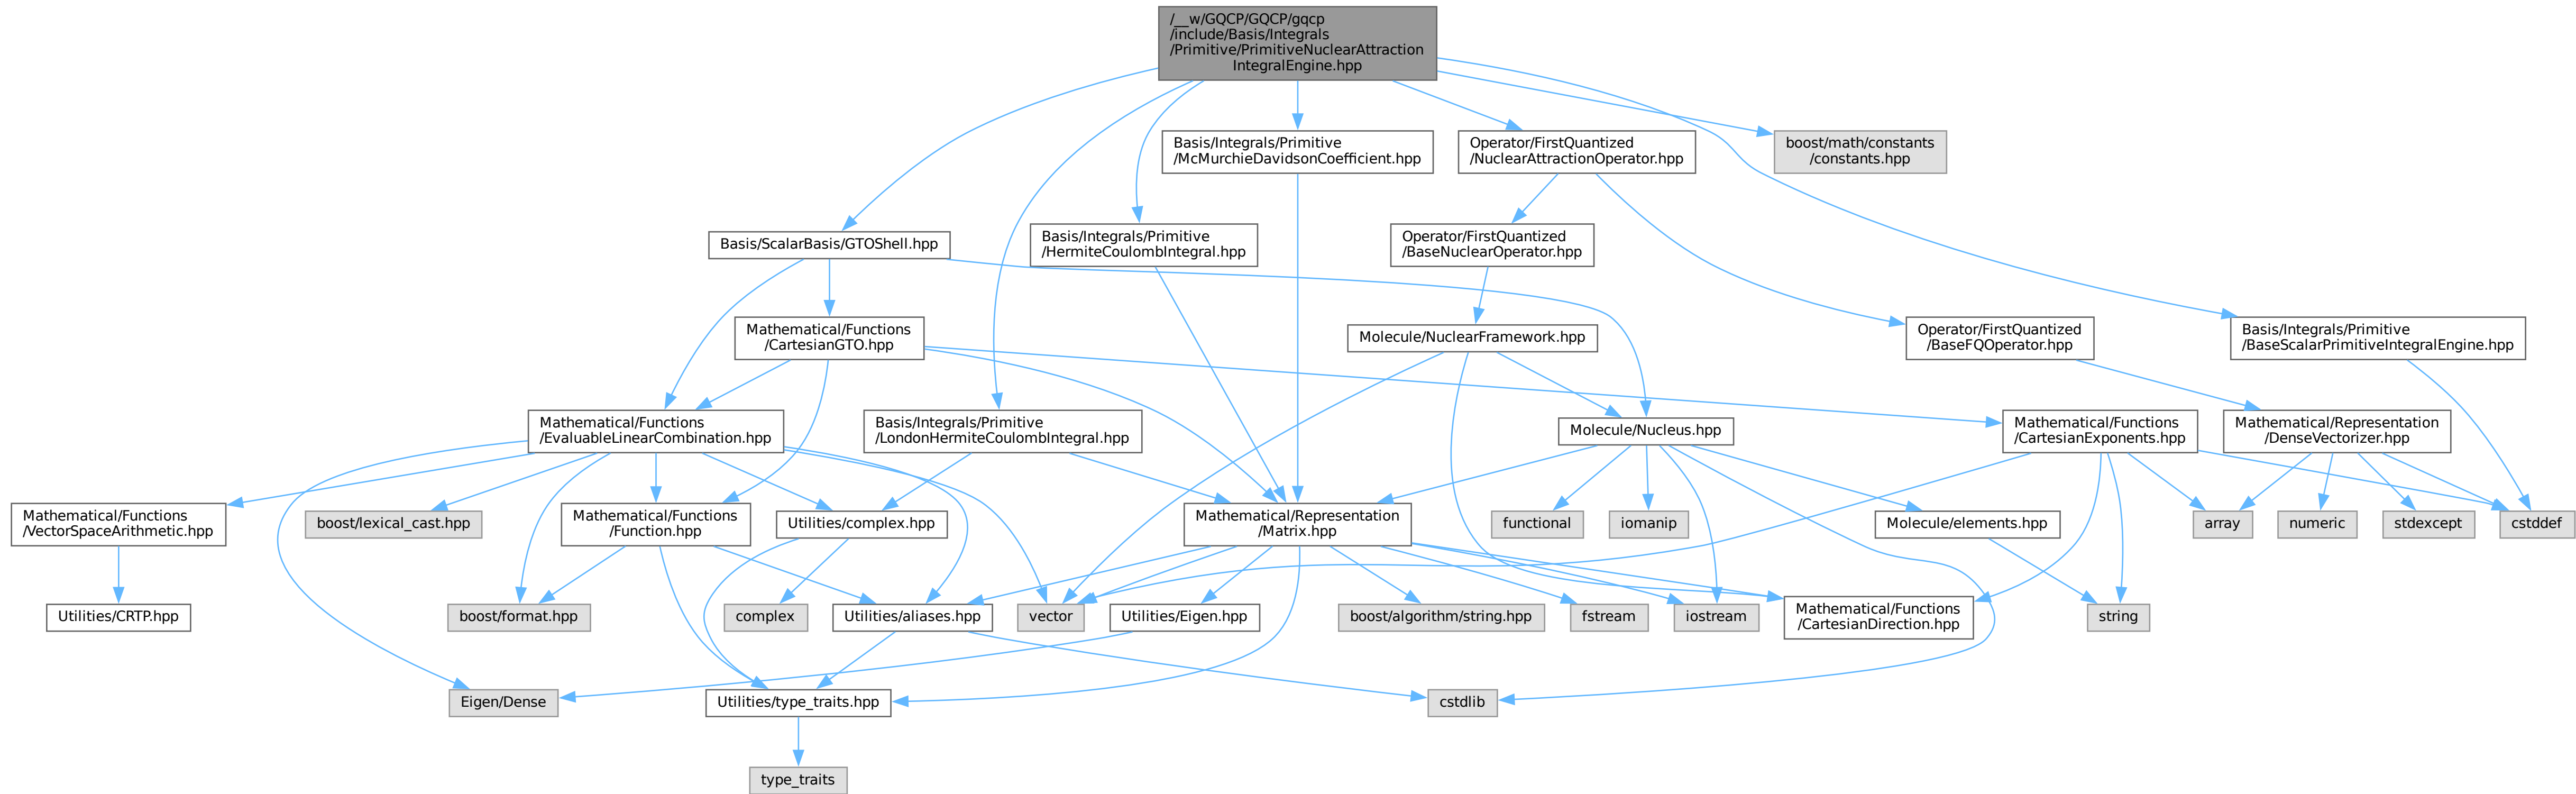 /__w/GQCP/GQCP/gqcp
/include/Basis/Integrals
/Primitive/PrimitiveNuclearAttraction
IntegralEngine.hpp
Basis/Integrals/Primitive
/McMurchieDavidsonCoefficient.hpp
Operator/FirstQuantized
/NuclearAttractionOperator.hpp
boost/math/constants
/constants.hpp
Basis/ScalarBasis/GTOShell.hpp
Basis/Integrals/Primitive
/HermiteCoulombIntegral.hpp
Operator/FirstQuantized
/BaseNuclearOperator.hpp
Mathematical/Functions
/CartesianGTO.hpp
Molecule/NuclearFramework.hpp
Operator/FirstQuantized
/BaseFQOperator.hpp
Basis/Integrals/Primitive
/BaseScalarPrimitiveIntegralEngine.hpp
Mathematical/Functions
/EvaluableLinearCombination.hpp
Basis/Integrals/Primitive
/LondonHermiteCoulombIntegral.hpp
Molecule/Nucleus.hpp
Mathematical/Functions
/CartesianExponents.hpp
Mathematical/Representation
/DenseVectorizer.hpp
Mathematical/Functions
/VectorSpaceArithmetic.hpp
boost/lexical_cast.hpp
Mathematical/Functions
/Function.hpp
Utilities/complex.hpp
Mathematical/Representation
/Matrix.hpp
functional
iomanip
Molecule/elements.hpp
array
numeric
stdexcept
cstddef
Utilities/CRTP.hpp
boost/format.hpp
complex
Utilities/aliases.hpp
vector
Utilities/Eigen.hpp
boost/algorithm/string.hpp
fstream
iostream
Mathematical/Functions
/CartesianDirection.hpp
string
Eigen/Dense
Utilities/type_traits.hpp
cstdlib
type_traits